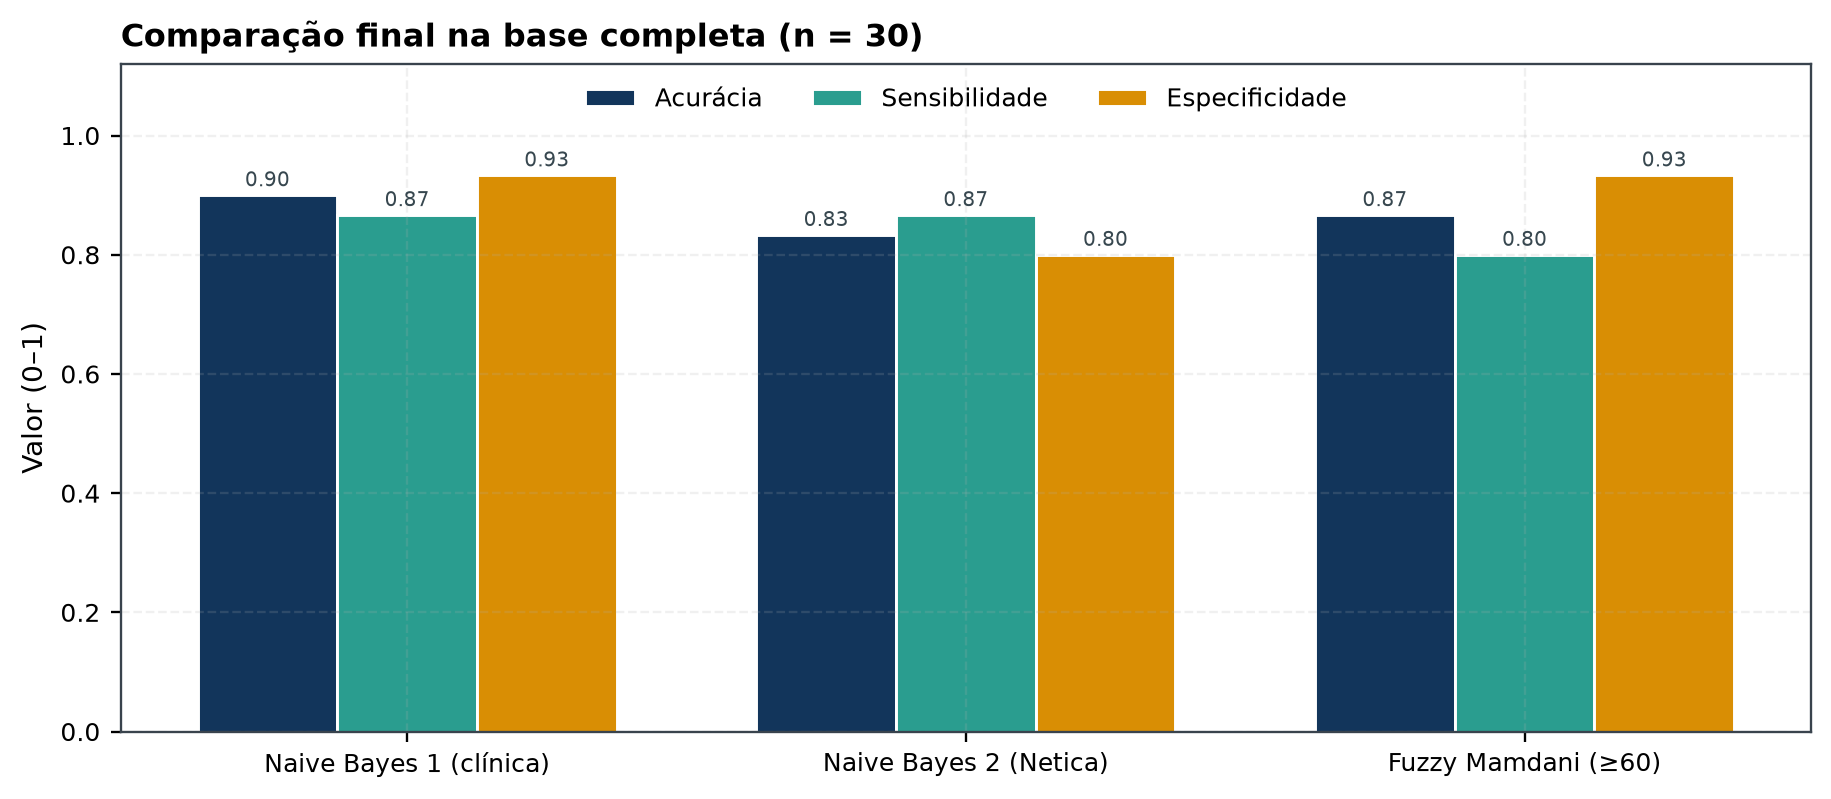 Comparação final na base completa (n = 30)
Acurácia
Sensibilidade
Especificidade
Valor (0–1)
1.0
0.8
0.6
0.4
0.2
0.0
0.90
0.87
0.93
0.83
0.87
0.80
0.87
0.80
0.93
Naive Bayes 1 (clínica)
Naive Bayes 2 (Netica)
Fuzzy Mamdani (≥60)